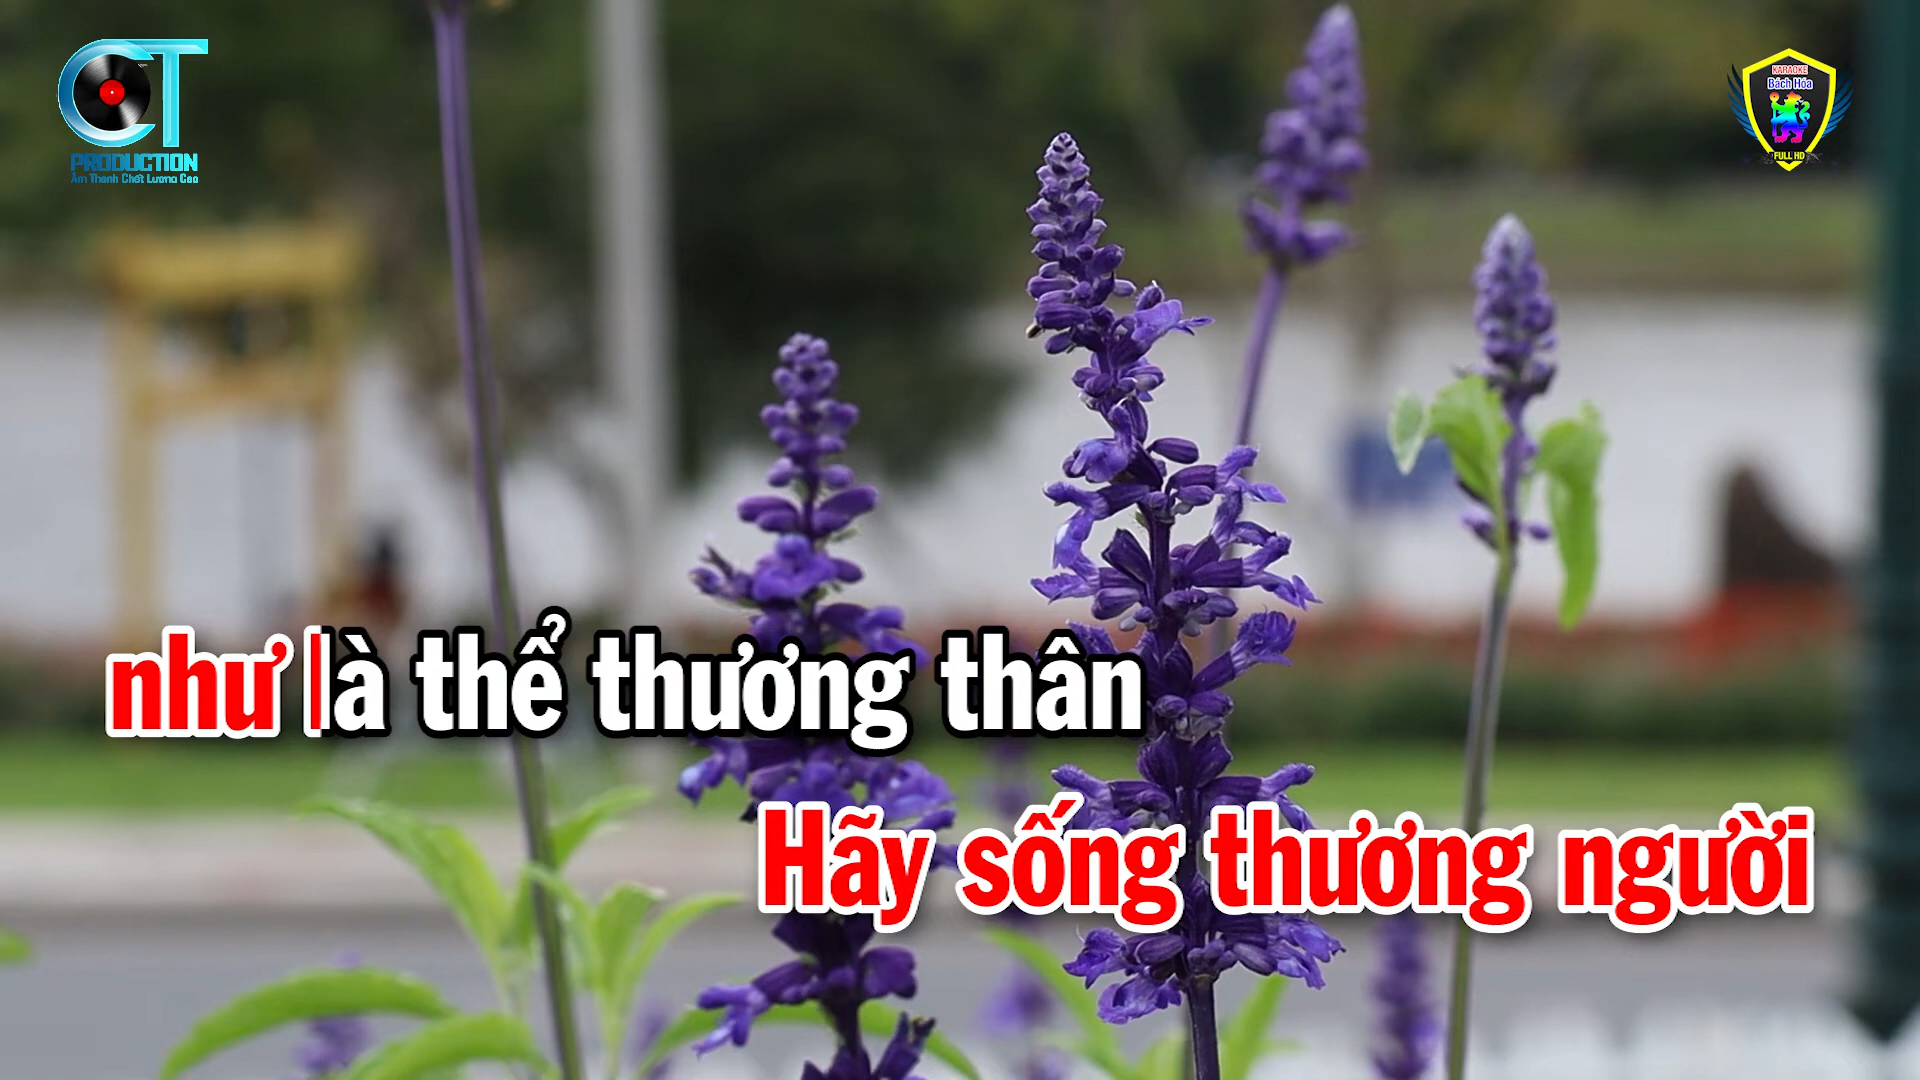 CT
PRODUCTION
Âm Thanh Chất Lượng Cao
KARAOKE
Bách Hóa
FULL HD
như là thể thương thân
Hãy sống thương người